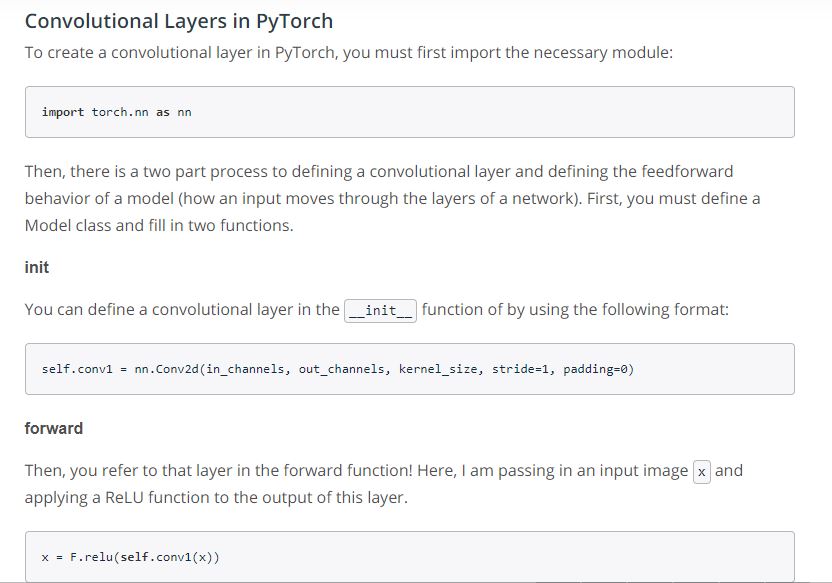 Convolutional Layers in PyTorch
To create a convolutional layer in PyTorch, you must first import the necessary module:
import torch.nn as nn
Then, there is a two part process to defining a convolutional layer and defining the feedforward
behavior of a model (how an input moves through the layers of a network). First, you must define a
Model class and fill in two functions.
init
You can define a convolutional layer in the __init__ function of by using the following format:
self.conv1 = nn.Conv2d(in_channels, out_channels, kernel_size, stride=1, padding=0)
forward
Then, you refer to that layer in the forward function! Here, I am passing in an input image x and
applying a ReLU function to the output of this layer.
x = F.relu(self.conv1(x))